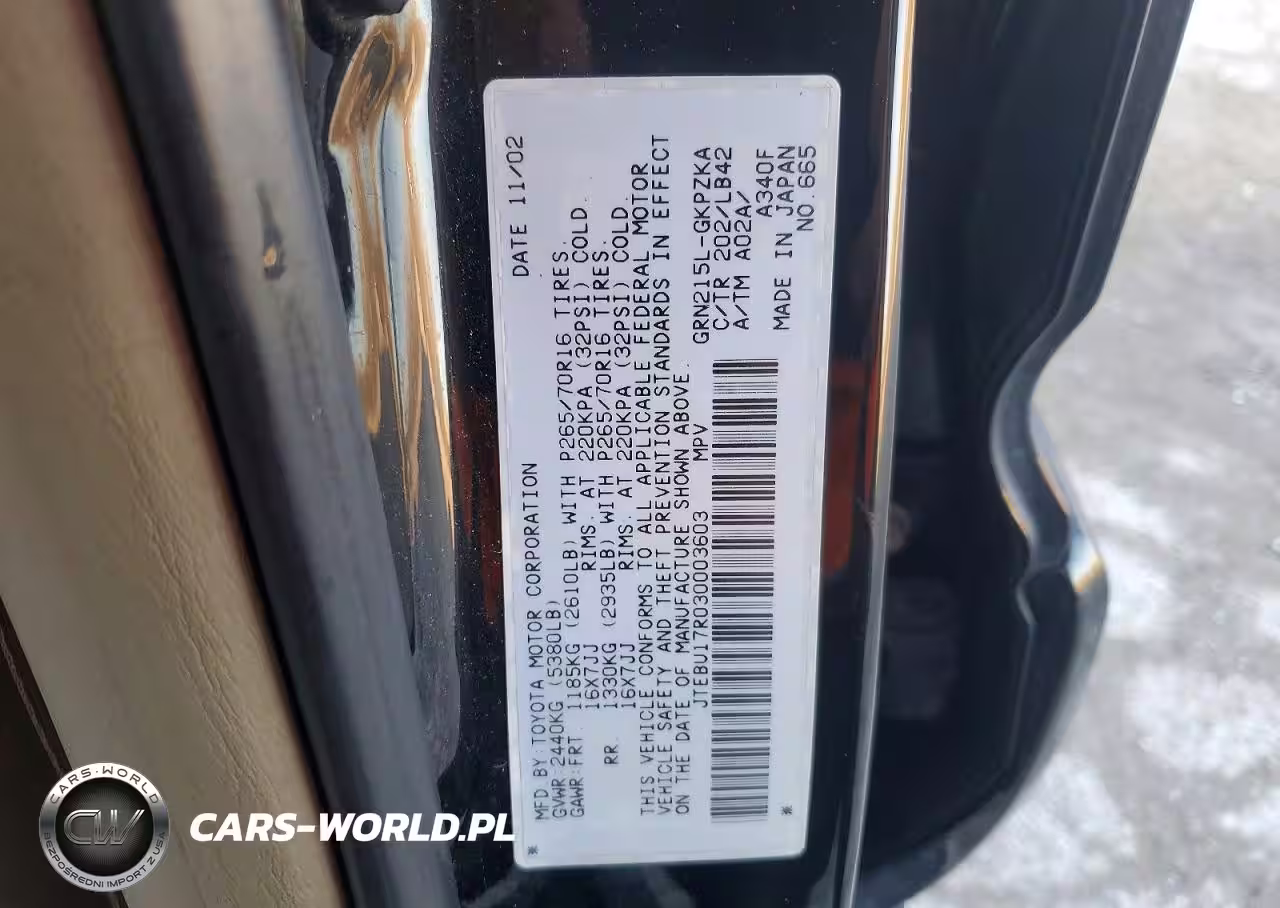 MFD BY:TOYOTA MOTOR CORPORATION DATE 11/02
GVWR:2440KG (5380LB)
GAWR:FRT. 1185KG (2610LB) WITH P265/70R16 TIRES.
16X7JJ RIMS. AT 220KPA (32PSI) COLD.
RR. 1330KG (2935LB) WITH P265/70R16 TIRES.
16X7JJ RIMS. AT 220KPA (32PSI) COLD.
THIS VEHICLE CONFORMS TO ALL APPLICABLE FEDERAL MOTOR
VEHICLE SAFETY AND THEFT PREVENTION STANDARDS IN EFFECT
ON THE DATE OF MANUFACTURE SHOWN ABOVE.
JTEBU17R030003603 MPV GRN215L-GKPZKA
C/TR 202/LB42
A/TM A02A/
A340F
MADE IN JAPAN
NO.665
CARS-WORLD
CW
BEZPOŚREDNI IMPORT Z USA
CARS-WORLD.PL